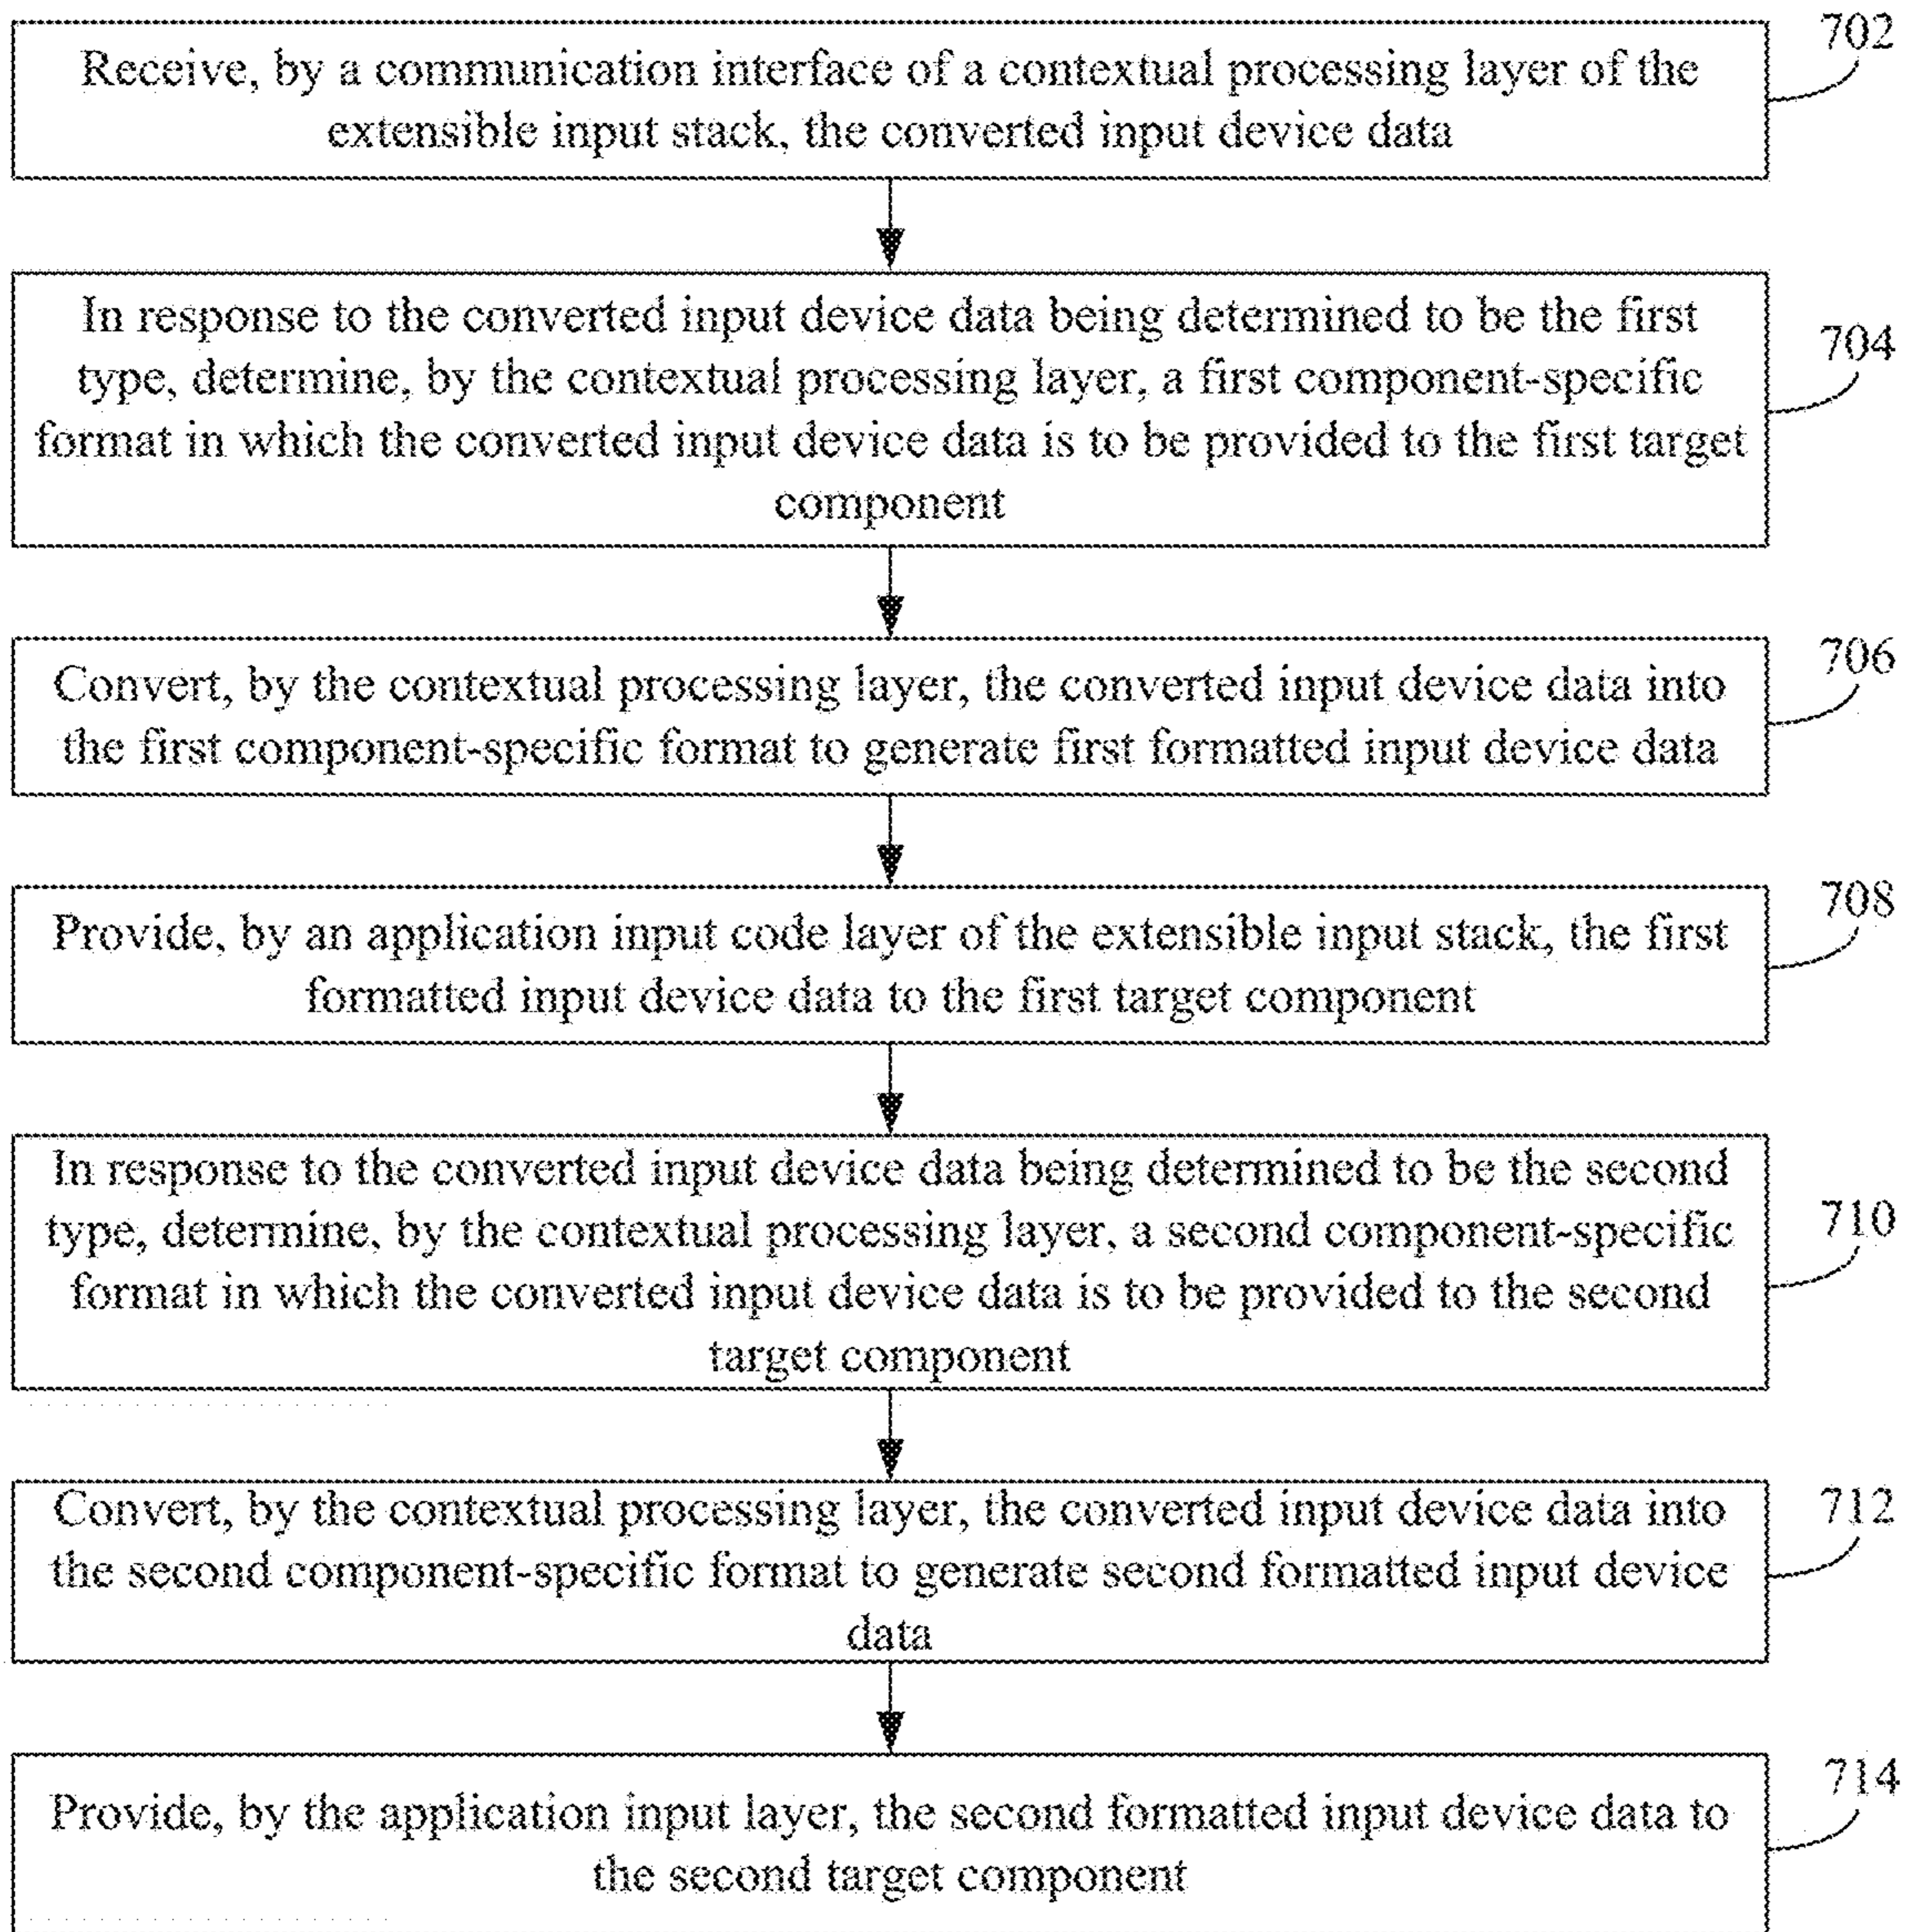 702
Receive, by a communication interface of a contextual processing layer of the
extensible input stack, the converted input device data
704
In response to the converted input device data being determined to be the first
type, determine, by the contextual processing layer, a first component-specific
format in which the converted input device data is to be provided to the first target
component
706
Convert, by the contextual processing layer, the converted input device data into
the first component-specific format to generate first formatted input device data
708
Provide, by an application input code layer of the extensible input stack, the first
formatted input device data to the first target component
710
In response to the converted input device data being determined to be the second
type, determine, by the contextual processing layer, a second component-specific
format in which the converted input device data is to be provided to the second
target component
712
Convert, by the contextual processing layer, the converted input device data into
the second component-specific format to generate second formatted input device
data
714
Provide, by the application input layer, the second formatted input device data to
the second target component